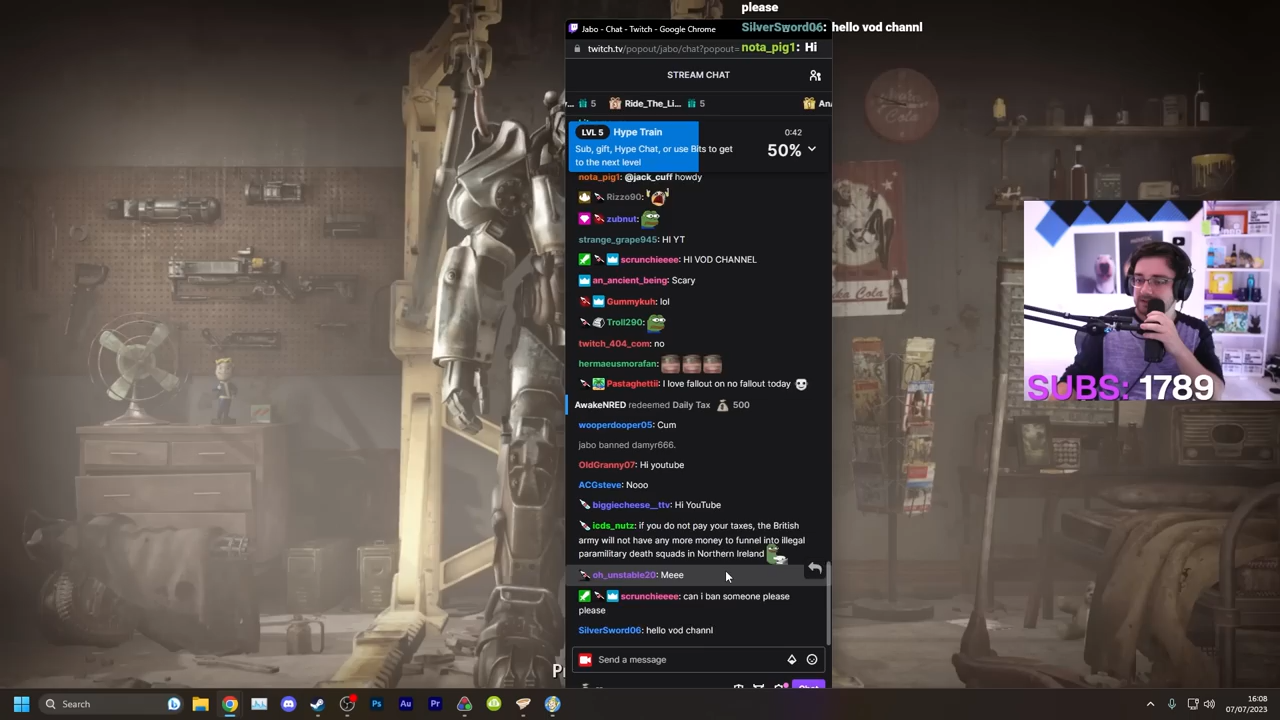 please
SilverSword06: hello vod channl
Jabo - Chat - Twitch - Google Chrome
twitch.tv/popout/jabo/chat?popout=
nota_pig1: Hi
STREAM CHAT
... 5 Ride_The_Li... 5 An
LVL 5 Hype Train 0:42
Sub, gift, Hype Chat, or use Bits to get 50%
to the next level
nota_pig1: @jack_cuff howdy
Rizzo90:
zubnut:
strange_grape945: HI YT
scrunchieeee: HI VOD CHANNEL
an_ancient_being: Scary
Gummykuh: lol
Troll290:
twitch_404_com: no
hermaeusmorafan:
Pastaghettii: I love fallout on no fallout today
AwakeNRED redeemed Daily Tax 500
wooperdooper05: Cum
jabo banned damyr666.
OldGranny07: Hi youtube
ACGsteve: Nooo
biggiecheese__ttv: Hi YouTube
icds_nutz: if you do not pay your taxes, the British
army will not have any more money to funnel into illegal
paramilitary death squads in Northern Ireland
oh_unstable20: Meee
scrunchieeee: can i ban someone please
please
SilverSword06: hello vod channl
Send a message
Chat
SUBS: 1789
Search
Ps Au Pr
16:08
07/07/2023